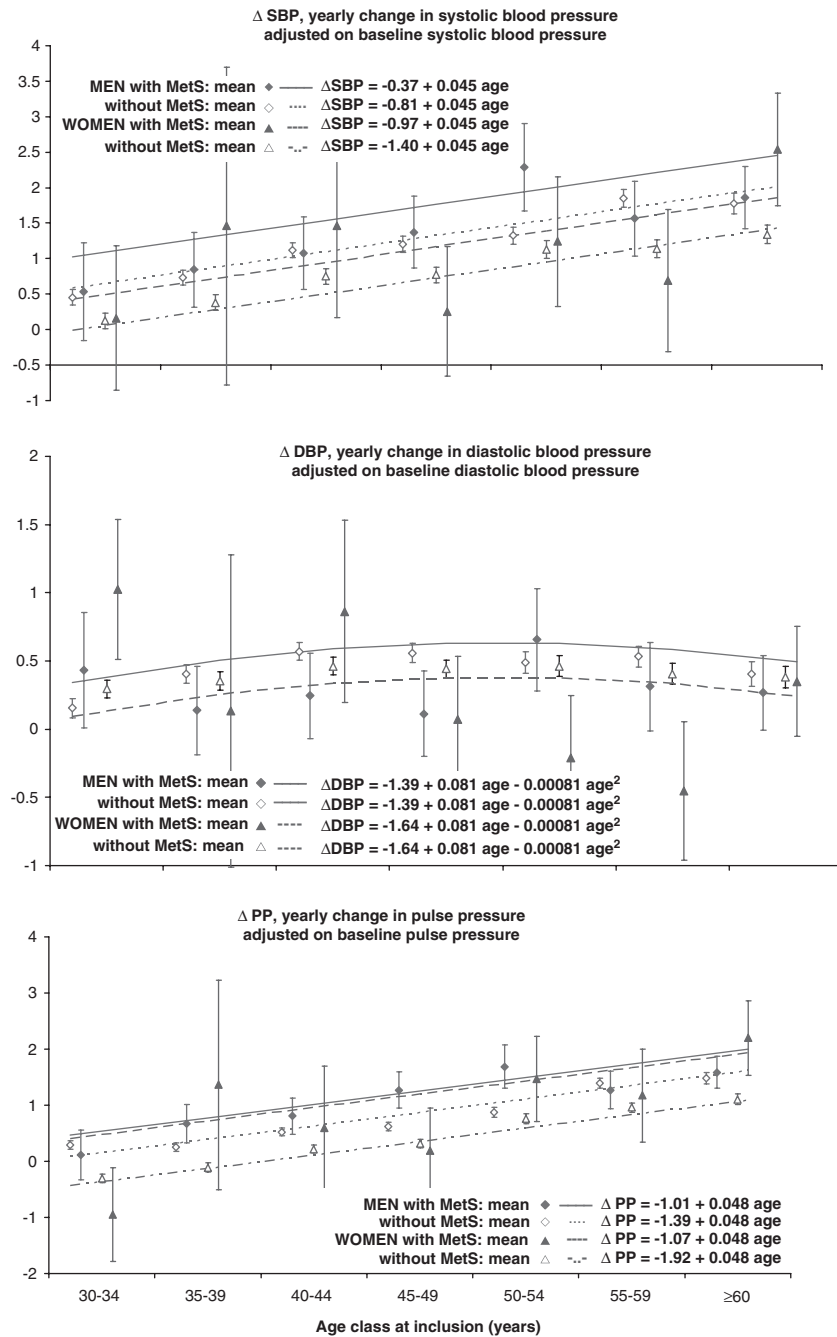 Δ SBP, yearly change in systolic blood pressure
adjusted on baseline systolic blood pressure
4
3.5
3
2.5
2
1.5
1
0.5
0
-0.5
-1
MEN with MetS: mean ΔSBP = -0.37 + 0.045 age
without MetS: mean ΔSBP = -0.81 + 0.045 age
WOMEN with MetS: mean ΔSBP = -0.97 + 0.045 age
without MetS: mean ΔSBP = -1.40 + 0.045 age
Δ DBP, yearly change in diastolic blood pressure
adjusted on baseline diastolic blood pressure
2
1.5
1
0.5
0
-0.5
-1
MEN with MetS: mean ΔDBP = -1.39 + 0.081 age - 0.00081 age²
without MetS: mean ΔDBP = -1.39 + 0.081 age - 0.00081 age²
WOMEN with MetS: mean ΔDBP = -1.64 + 0.081 age - 0.00081 age²
without MetS: mean ΔDBP = -1.64 + 0.081 age - 0.00081 age²
Δ PP, yearly change in pulse pressure
adjusted on baseline pulse pressure
4
3
2
1
0
-1
-2
MEN with MetS: mean Δ PP = -1.01 + 0.048 age
without MetS: mean Δ PP = -1.39 + 0.048 age
WOMEN with MetS: mean Δ PP = -1.07 + 0.048 age
without MetS: mean Δ PP = -1.92 + 0.048 age
30-34 35-39 40-44 45-49 50-54 55-59 ≥60
Age class at inclusion (years)